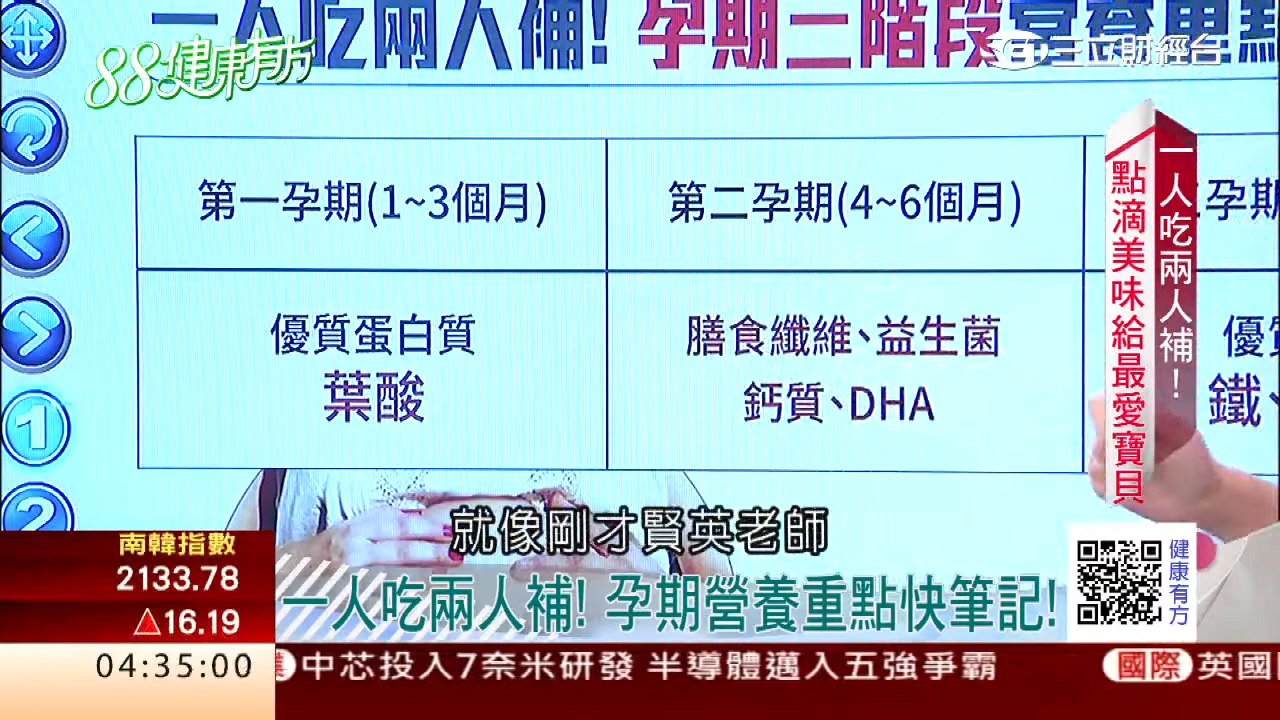 一人吃兩人補! 孕期三階段營養重點
88健康有方
三立財經台
第一孕期(1~3個月)
第二孕期(4~6個月)
孕期
優質蛋白質
葉酸
膳食纖維、益生菌
鈣質、DHA
優質
鐵、
1
2
一人吃兩人補!
點滴美味給最愛寶貝
就像剛才賢英老師
一人吃兩人補! 孕期營養重點快筆記!
健康有方
南韓指數
2133.78
△16.19
04:35:00
中芯投入7奈米研發 半導體邁入五強爭霸
國際 英國